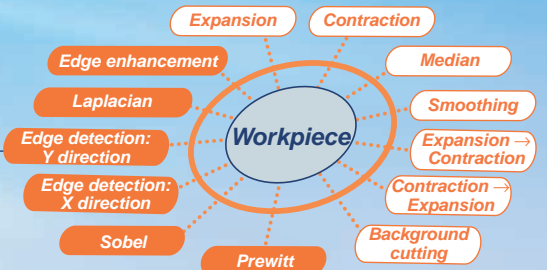 Expansion
Contraction
Edge enhancement
Median
Laplacian
Smoothing
Workpiece
Edge detection:
Y direction
Expansion →
Contraction
Edge detection:
X direction
Contraction →
Expansion
Sobel
Background
cutting
Prewitt